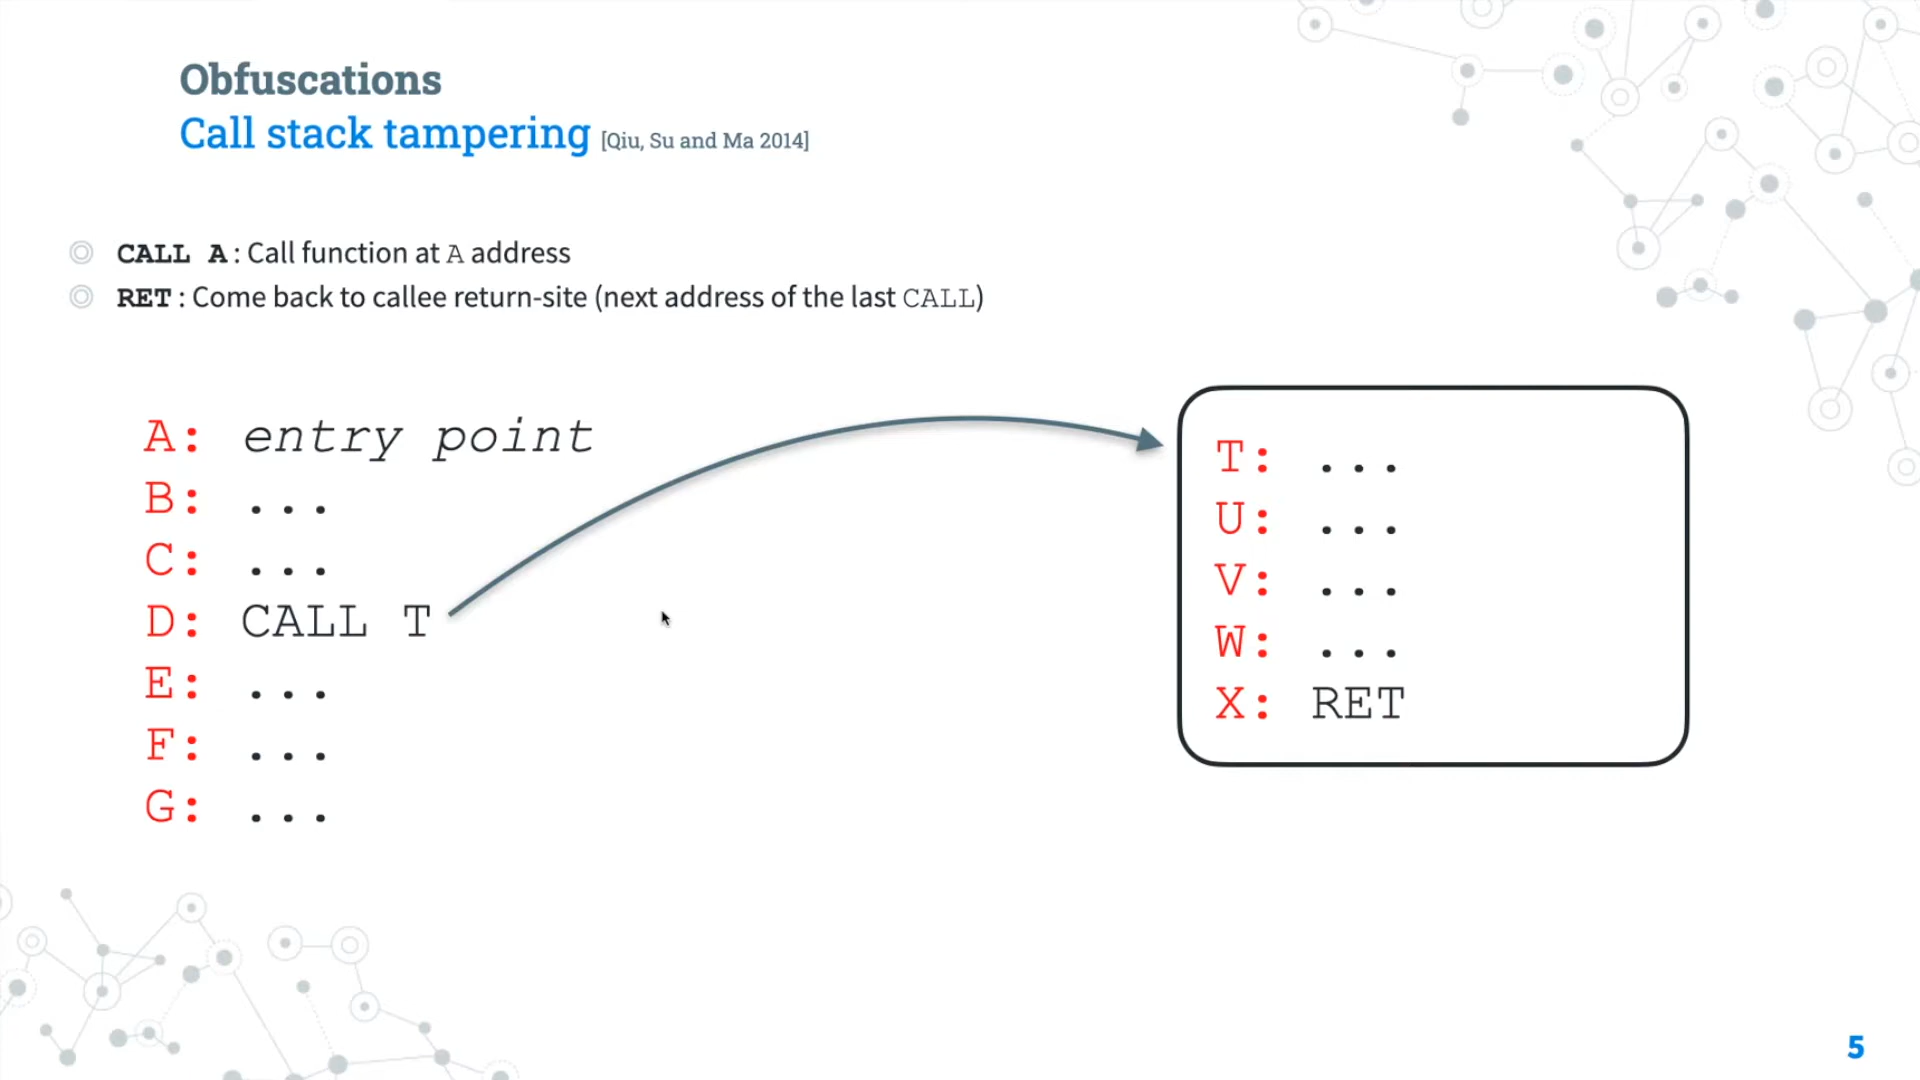 Obfuscations
Call stack tampering [Qiu, Su and Ma 2014]
CALL A : Call function at A address
RET : Come back to callee return-site (next address of the last CALL)
A: entry point
B: ...
C: ...
D: CALL T
E: ...
F: ...
G: ...
T: ...
U: ...
V: ...
W: ...
X: RET
5